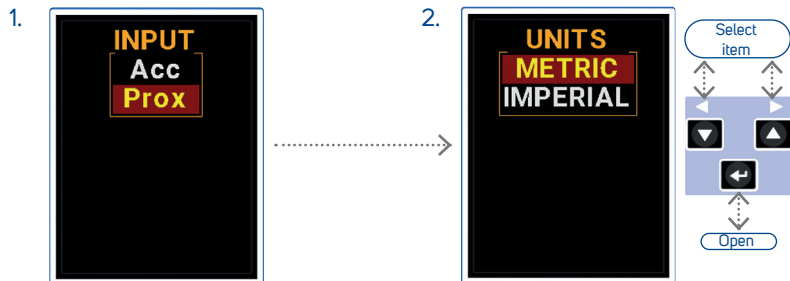 1.
INPUT
Acc
Prox
2.
UNITS
METRIC
IMPERIAL
Select
item
Open